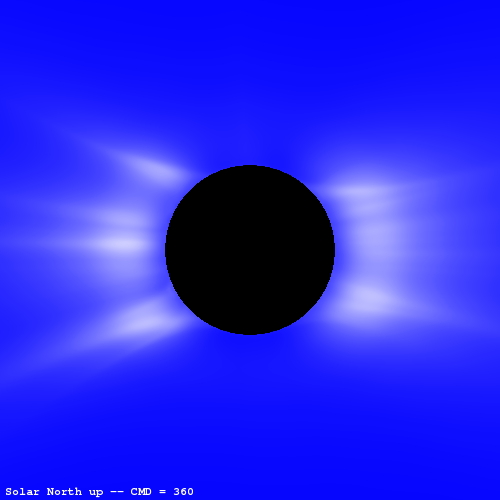 Solar North up -- CMD = 360